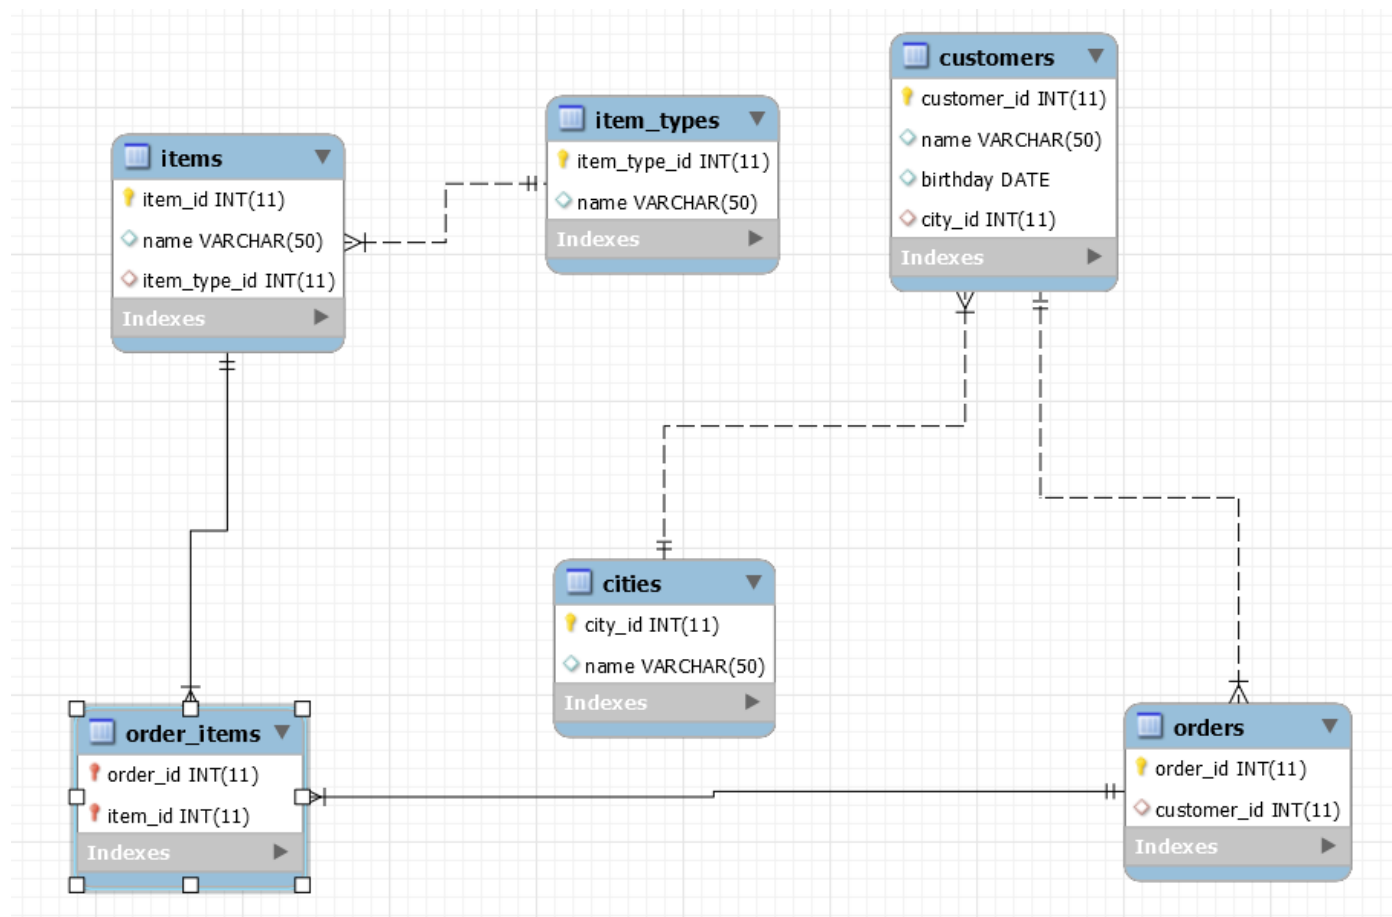 items
item_id INT(11)
name VARCHAR(50)
item_type_id INT(11)
Indexes
item_types
item_type_id INT(11)
name VARCHAR(50)
Indexes
customers
customer_id INT(11)
name VARCHAR(50)
birthday DATE
city_id INT(11)
Indexes
cities
city_id INT(11)
name VARCHAR(50)
Indexes
order_items
order_id INT(11)
item_id INT(11)
Indexes
orders
order_id INT(11)
customer_id INT(11)
Indexes